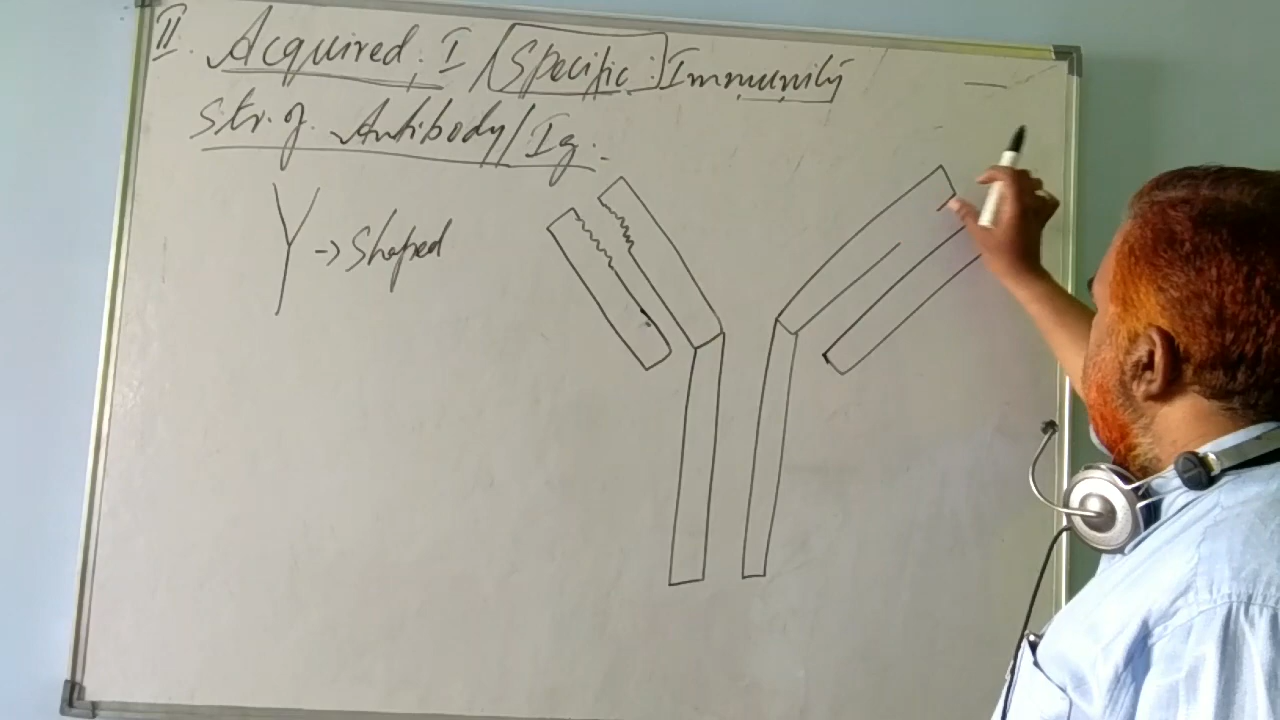 II. Acquired. I / Specific: Immunity
Str. of. Antibody/Ig.
Y -> Shaped